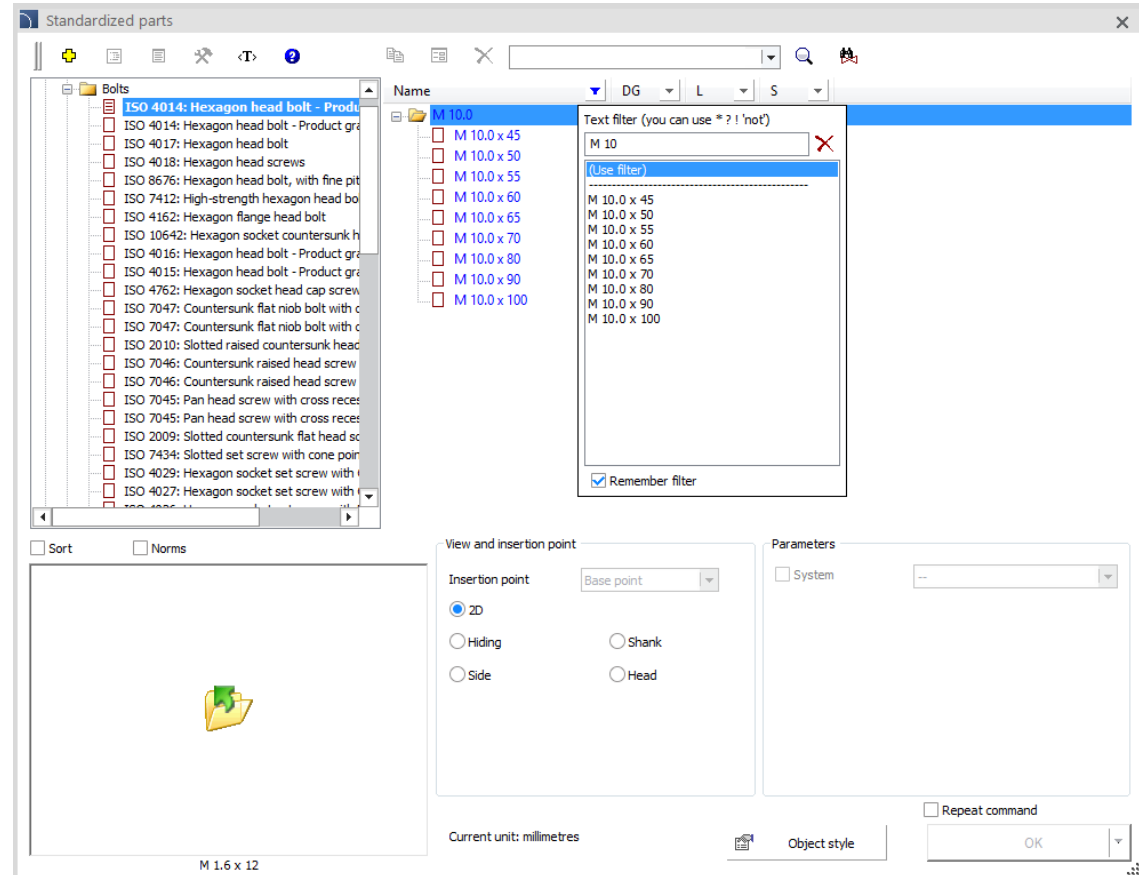 Standardized parts
<T>
Bolts
ISO 4014: Hexagon head bolt - Produ
ISO 4014: Hexagon head bolt - Product gra
ISO 4017: Hexagon head bolt
ISO 4018: Hexagon head screws
ISO 8676: Hexagon head bolt, with fine pit
ISO 7412: High-strength hexagon head bo
ISO 4162: Hexagon flange head bolt
ISO 10642: Hexagon socket countersunk h
ISO 4016: Hexagon head bolt - Product gra
ISO 4015: Hexagon head bolt - Product gra
ISO 4762: Hexagon socket head cap screw
ISO 7047: Countersunk flat niob bolt with c
ISO 7047: Countersunk flat niob bolt with c
ISO 2010: Slotted raised countersunk head
ISO 7046: Countersunk raised head screw
ISO 7046: Countersunk raised head screw
ISO 7045: Pan head screw with cross reces
ISO 7045: Pan head screw with cross reces
ISO 2009: Slotted countersunk flat head sc
ISO 7434: Slotted set screw with cone poin
ISO 4029: Hexagon socket set screw with
ISO 4027: Hexagon socket set screw with
Name DG L S
M 10.0
M 10.0 x 45
M 10.0 x 50
M 10.0 x 55
M 10.0 x 60
M 10.0 x 65
M 10.0 x 70
M 10.0 x 80
M 10.0 x 90
M 10.0 x 100
Text filter (you can use * ? ! 'not')
M 10
(Use filter)
M 10.0 x 45
M 10.0 x 50
M 10.0 x 55
M 10.0 x 60
M 10.0 x 65
M 10.0 x 70
M 10.0 x 80
M 10.0 x 90
M 10.0 x 100
Remember filter
Sort Norms
M 1.6 x 12
View and insertion point
Insertion point Base point
2D
Hiding Shank
Side Head
Parameters
System --
Current unit: millimetres
Object style
Repeat command
OK